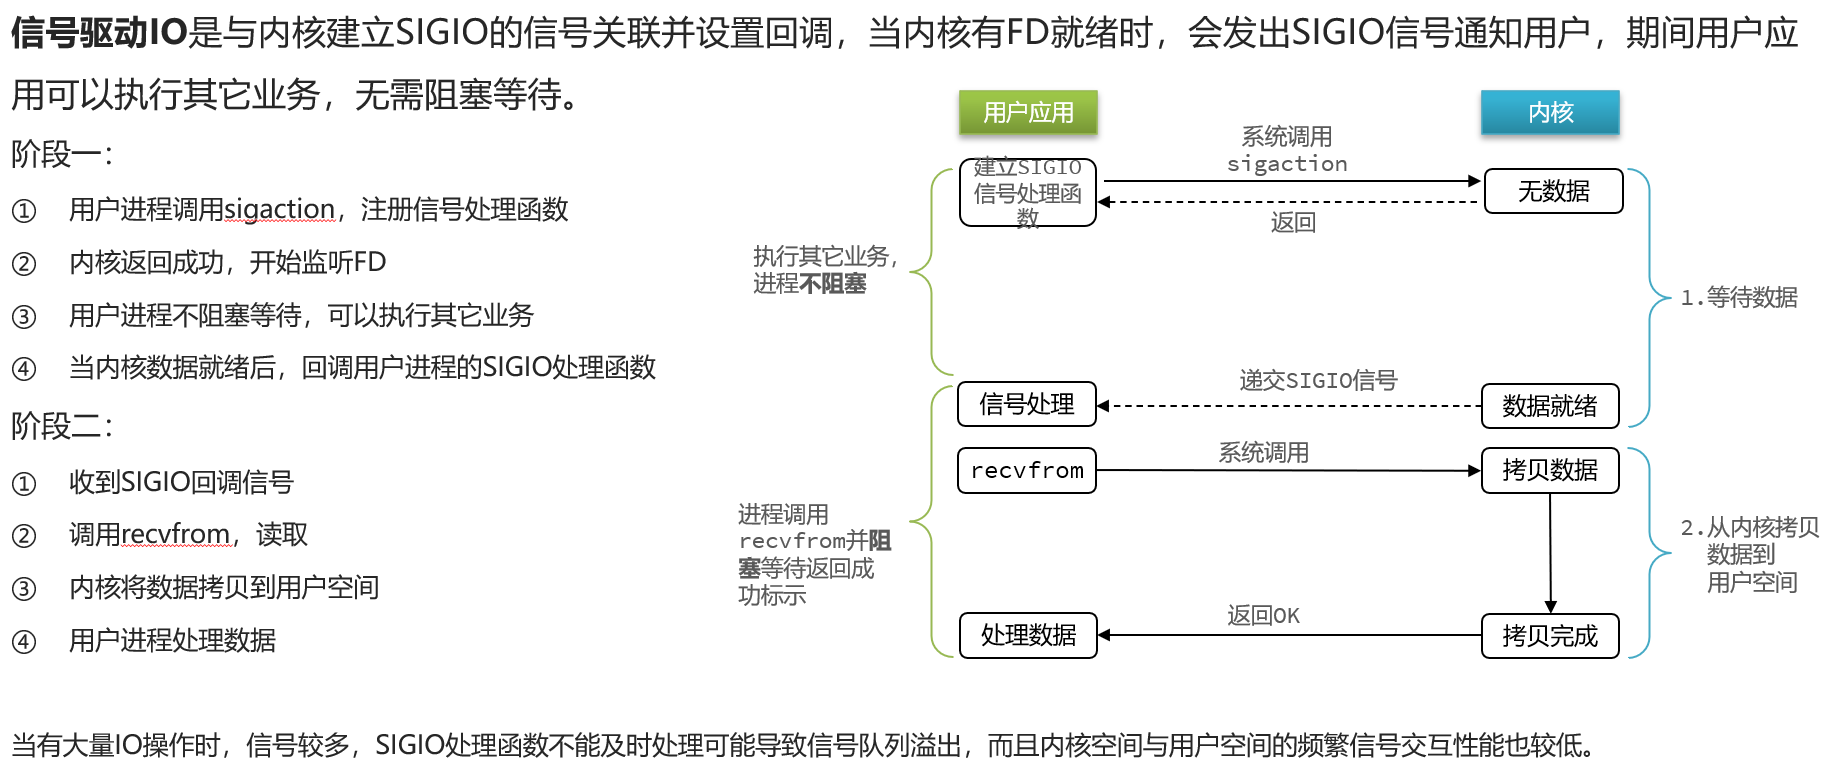 信号驱动IO是与内核建立SIGIO的信号关联并设置回调，当内核有FD就绪时，会发出SIGIO信号通知用户，期间用户应
用可以执行其它业务，无需阻塞等待。
阶段一：
① 用户进程调用sigaction，注册信号处理函数
② 内核返回成功，开始监听FD
③ 用户进程不阻塞等待，可以执行其它业务
④ 当内核数据就绪后，回调用户进程的SIGIO处理函数
阶段二：
① 收到SIGIO回调信号
② 调用recvfrom，读取
③ 内核将数据拷贝到用户空间
④ 用户进程处理数据
用户应用
内核
建立SIGIO
信号处理函
数
系统调用
sigaction
返回
无数据
执行其它业务，
进程不阻塞
1.等待数据
信号处理
递交SIGIO信号
数据就绪
recvfrom
系统调用
拷贝数据
进程调用
recvfrom并阻
塞等待返回成
功标示
2.从内核拷贝
数据到
用户空间
处理数据
返回OK
拷贝完成
当有大量IO操作时，信号较多，SIGIO处理函数不能及时处理可能导致信号队列溢出，而且内核空间与用户空间的频繁信号交互性能也较低。